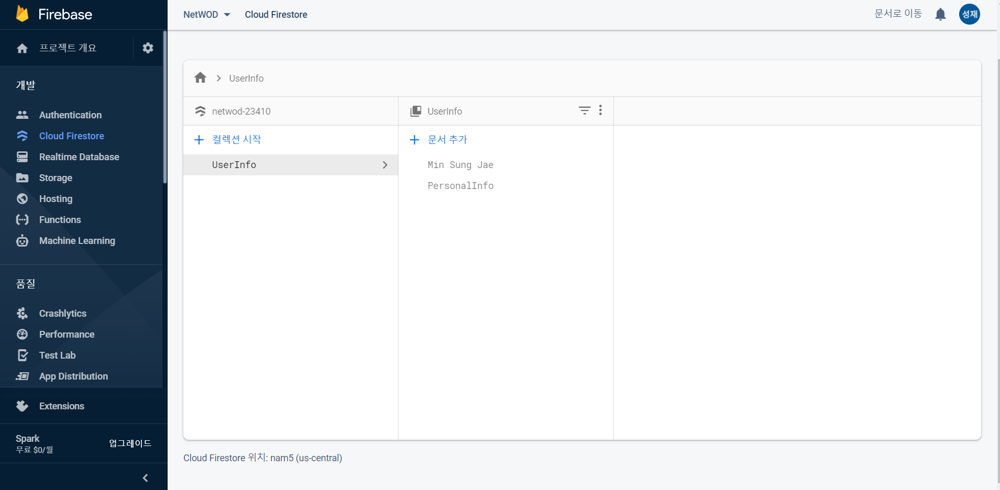 Firebase
NetWOD
Cloud Firestore
문서로 이동
성재
프로젝트 개요
개발
Authentication
Cloud Firestore
Realtime Database
Storage
Hosting
Functions
Machine Learning
품질
Crashlytics
Performance
Test Lab
App Distribution
Extensions
Spark
무료 $0/월
업그레이드
UserInfo
netwod-23410
컬렉션 시작
UserInfo
UserInfo
문서 추가
Min Sung Jae
PersonalInfo
Cloud Firestore 위치: nam5 (us-central)